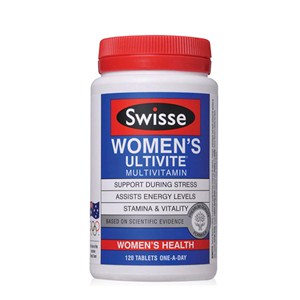 Swisse
WOMEN'S
ULTIVITE
MULTIVITAMIN
SUPPORT DURING STRESS
ASSISTS ENERGY LEVELS
STAMINA & VITALITY
BASED ON SCIENTIFIC EVIDENCE
WOMEN'S HEALTH
120 TABLETS ONE-A-DAY